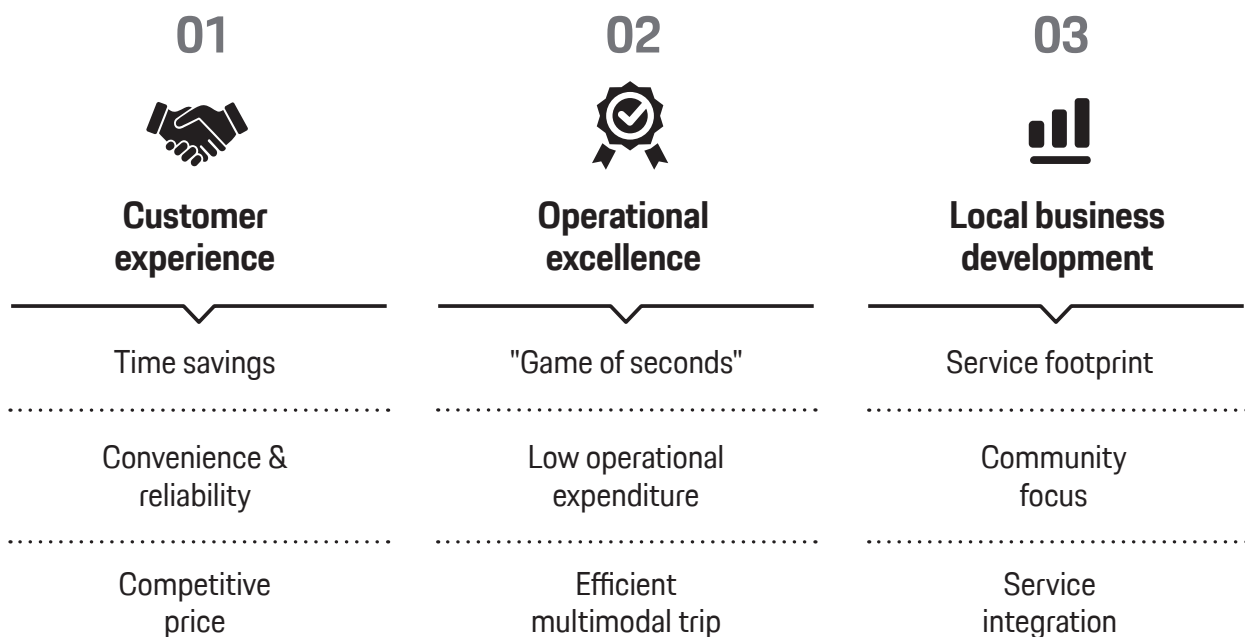 01
Customer
experience
Time savings
Convenience &
reliability
Competitive
price
02
Operational
excellence
"Game of seconds"
Low operational
expenditure
Efficient
multimodal trip
03
Local business
development
Service footprint
Community
focus
Service
integration